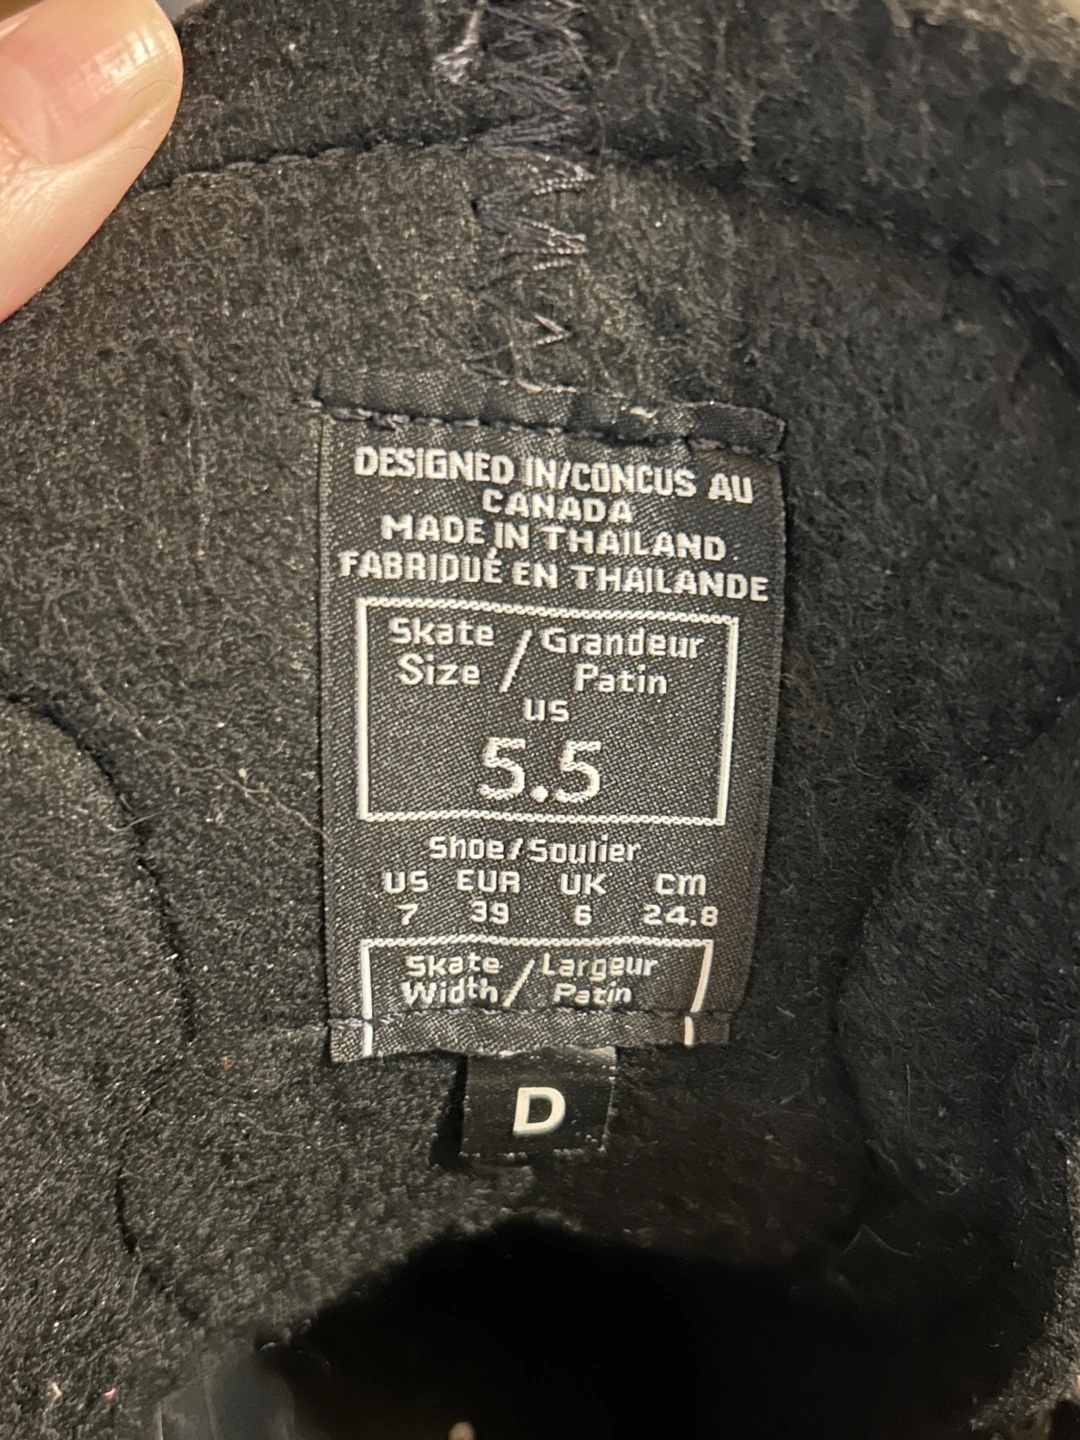 DESIGNED IN/CONCUS AU
CANADA
MADE IN THAILAND
FABRIQUÉ EN THAILANDE
Skate / Grandeur
Size / Patin
US
5.5
Shoe/Soulier
US EUR UK cm
7 39 6 24.8
Skate / Largeur
Width / Patin
D